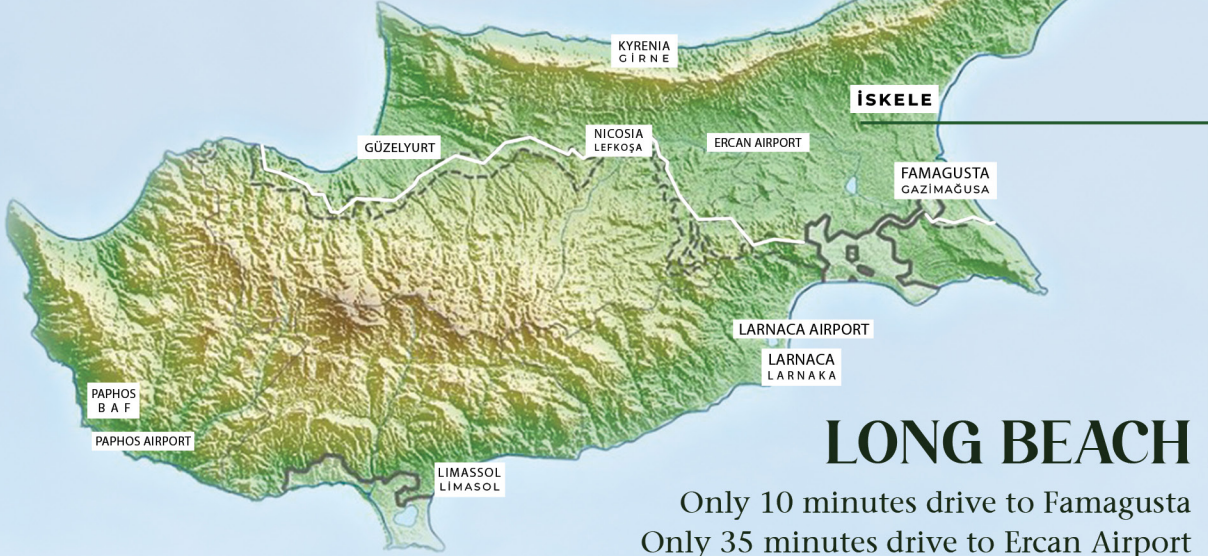 KYRENIA
GİRNE
İSKELE
NICOSIA
LEFKOŞA
ERCAN AIRPORT
GÜZELYURT
FAMAGUSTA
GAZİMAĞUSA
LARNACA AIRPORT
LARNACA
LARNAKA
PAPHOS
BAF
PAPHOS AIRPORT
LIMASSOL
LİMASOL
LONG BEACH
Only 10 minutes drive to Famagusta
Only 35 minutes drive to Ercan Airport